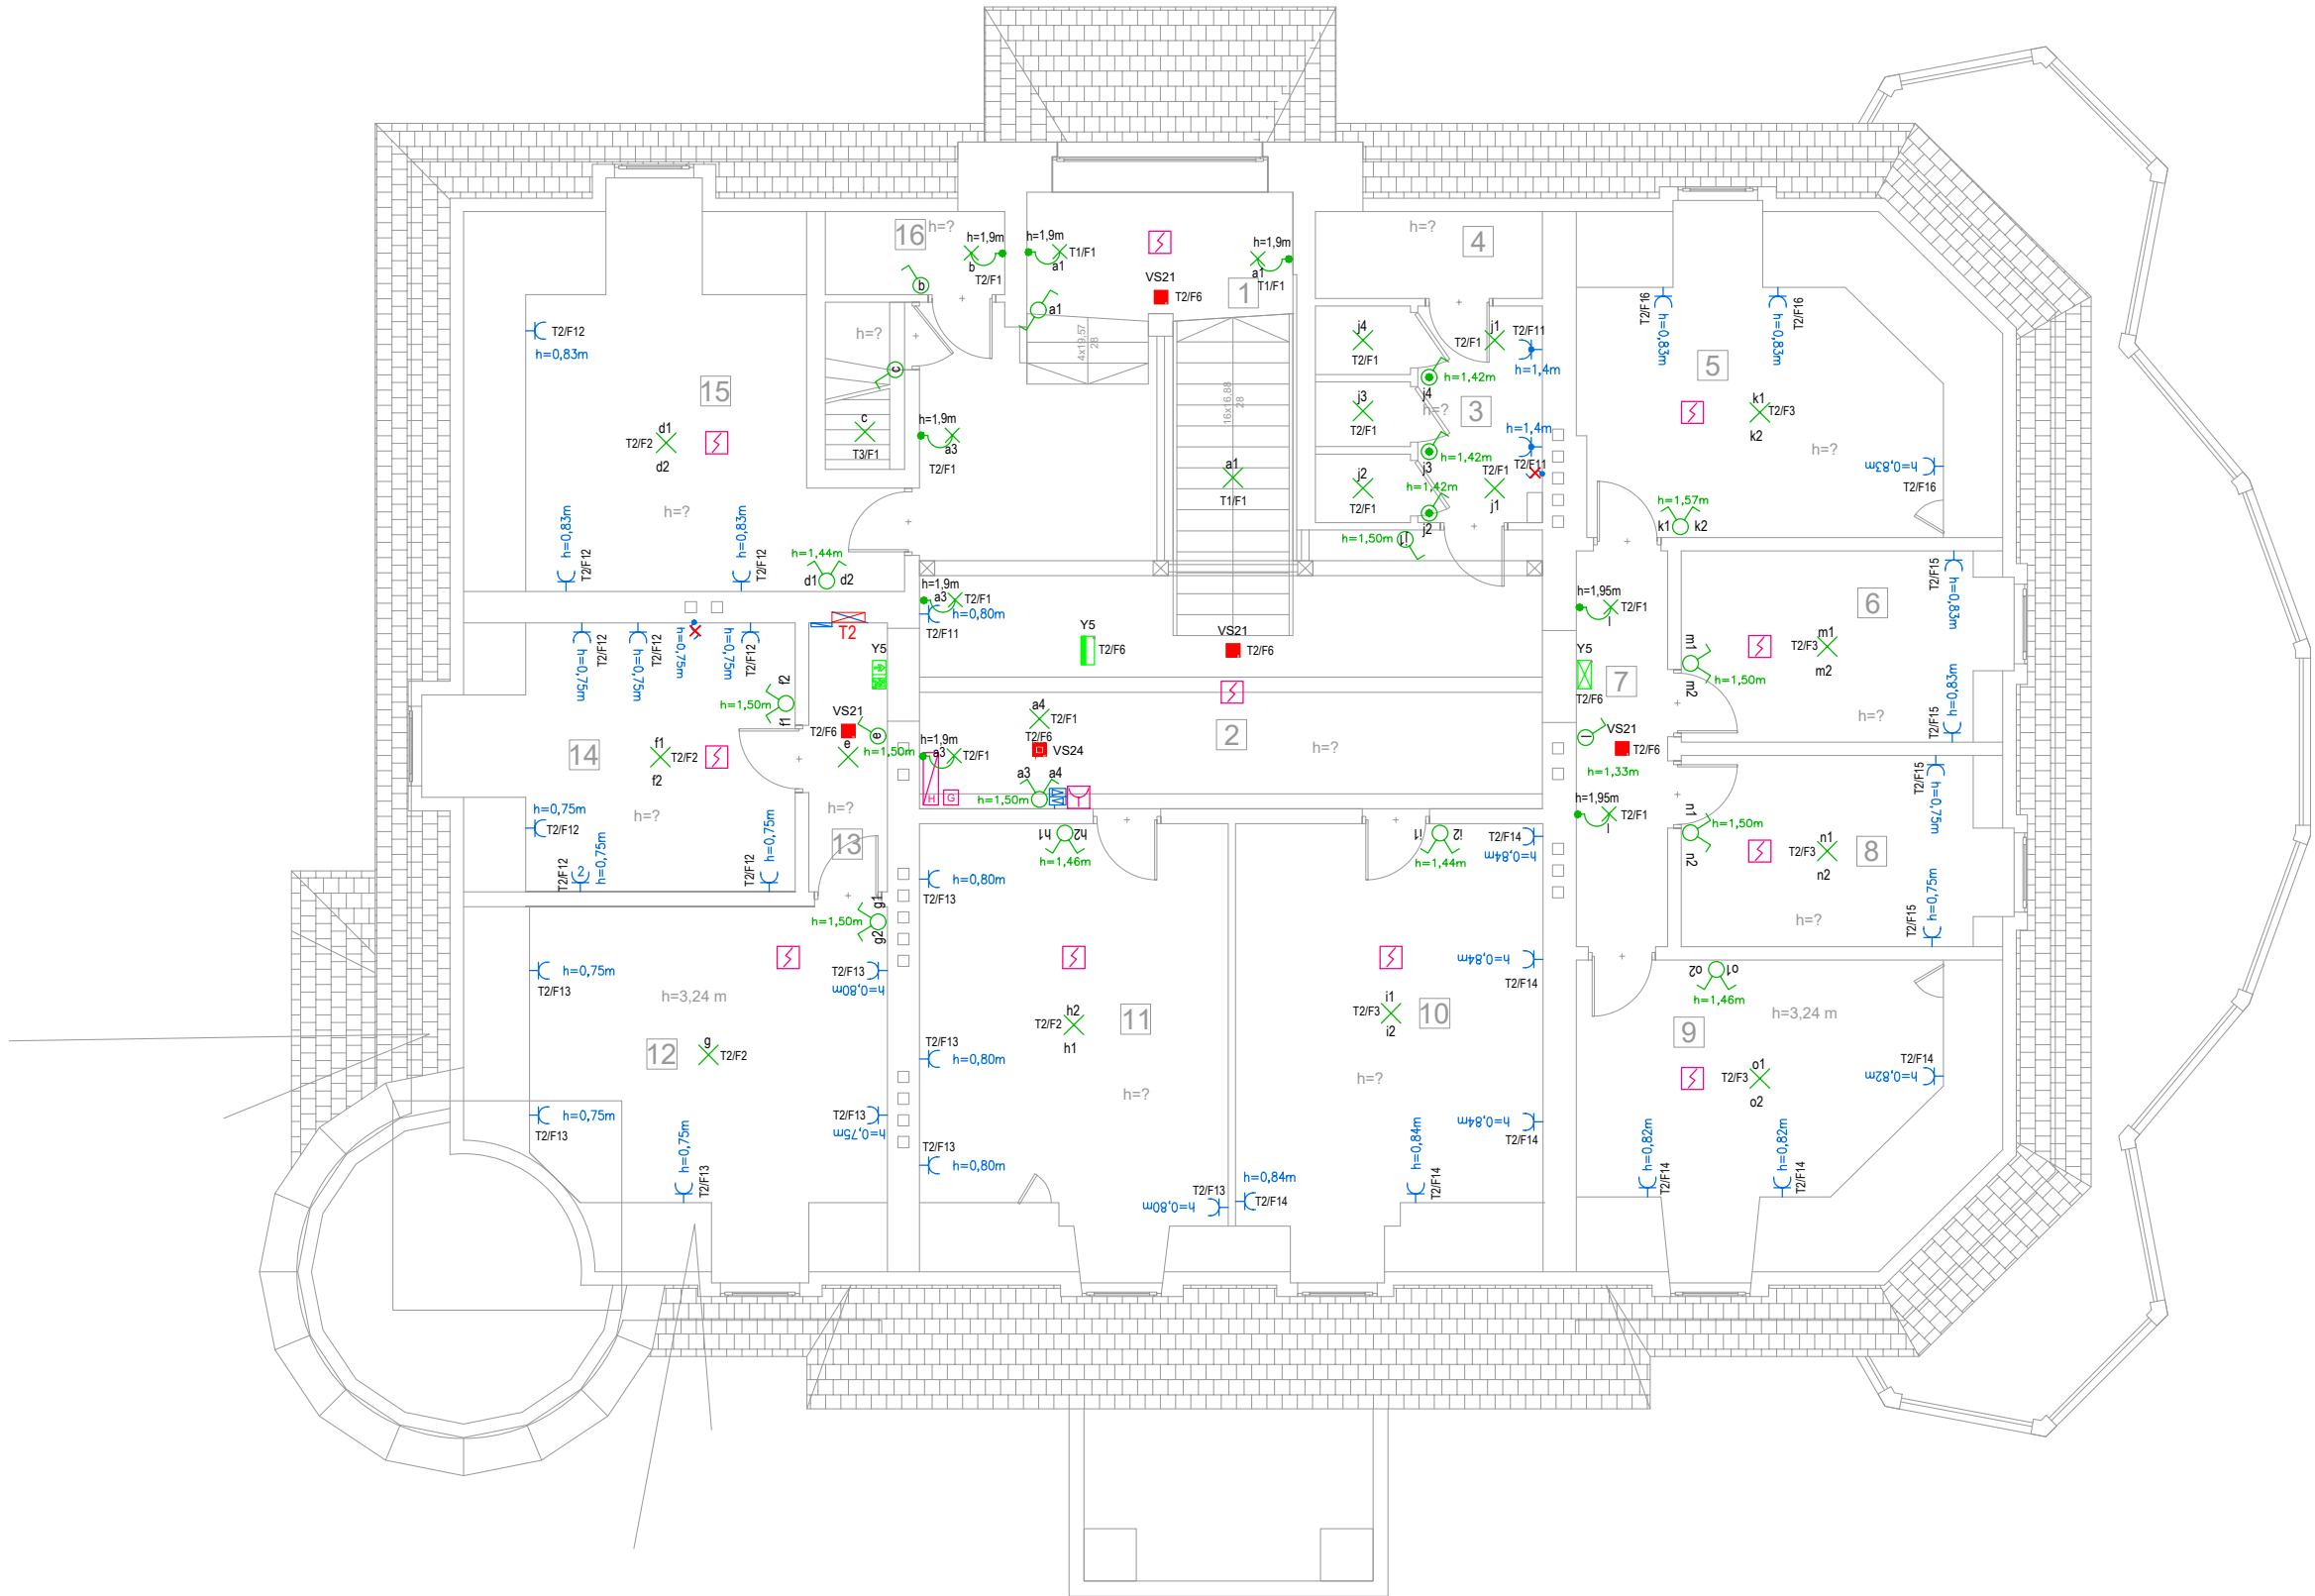 16
h=?
h=1,9m
b
T2/F1
b
h=1,9m
T1/F1
a1
a1
VS21
T2/F6
h=1,9m
a1
T1/F1
1
4x19,57
28
16x16.88
28
a1
T1/F1
h=?
4
j4
T2/F1
j1
T2/F1
T2/F11
h=1,4m
h=1,42m
j4
j3
T2/F1
h=?
3
h=1,4m
T2/F11
h=1,42m
j3
j2
T2/F1
h=1,42m
j2
T2/F1
j1
h=1,50m
j1
T2/F16
h=0,83m
T2/F16
h=0,83m
5
k1
T2/F3
k2
h=?
h=0,83m
T2/F16
h=1,57m
k1
k2
T2/F12
h=0,83m
15
d1
T2/F2
d2
h=?
h=0,83m
T2/F12
h=0,83m
T2/F12
h=1,44m
d1
d2
h=?
c
c
T3/F1
h=1,9m
a3
T2/F1
h=1,9m
a3
T2/F1
h=0,80m
T2/F11
T2
Y5
Y5
T2/F6
VS21
T2/F6
Y5
T2/F6
h=1,95m
T2/F1
l
7
m1
m2
h=1,50m
6
m1
T2/F3
m2
h=?
T2/F15
h=0,83m
h=0,83m
T2/F15
h=0,75m
T2/F12
T2/F12
h=0,75m
h=0,75m
T2/F12
f2
f1
h=1,50m
14
f1
T2/F2
f2
h=?
h=0,75m
T2/F12
h=0,75m
2
T2/F12
h=0,75m
T2/F12
VS21
T2/F6
e
e
h=1,50m
h=?
13
h=1,9m
a3
T2/F1
H
G
a4
T2/F1
T2/F6
VS24
a3
a4
h=1,50m
2
h=?
l
VS21
T2/F6
h=1,33m
h=1,95m
T2/F1
l
n1
n2
h=1,50m
n1
T2/F3
n2
8
h=?
T2/F15
h=0,75m
h=0,75m
T2/F15
g1
g2
h=1,50m
T2/F13
h=0,75m
T2/F13
h=0,80m
h=3,24 m
12
g
T2/F2
h=0,75m
T2/F13
T2/F13
h=0,75m
h=0,75m
T2/F13
h1
h2
h=1,46m
h=0,80m
T2/F13
h2
T2/F2
h1
11
T2/F13
h=0,80m
h=?
T2/F13
h=0,80m
T2/F13
h=0,80m
i1
i2
h=1,44m
T2/F14
h=0,84m
h=0,84m
T2/F14
i1
T2/F3
i2
10
h=?
h=0,84m
T2/F14
h=0,84m
T2/F14
h=0,84m
T2/F14
o2
o1
h=1,46m
h=3,24 m
9
o1
T2/F3
o2
T2/F14
h=0,82m
h=0,82m
T2/F14
h=0,82m
T2/F14